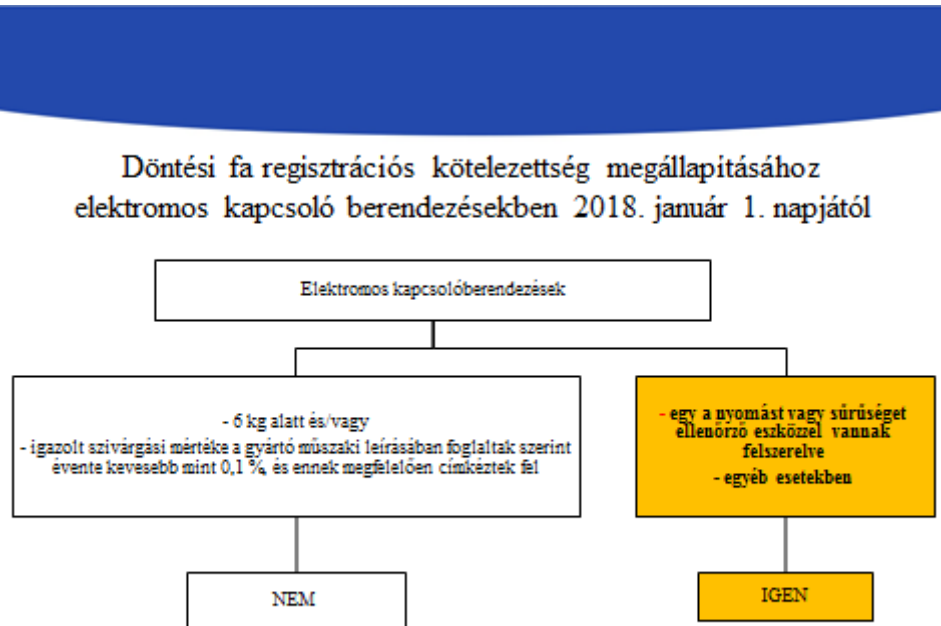 Döntési fa regisztrációs kötelezettség megállapításához
elektromos kapcsoló berendezésekben 2018. január 1. napjától
Elektromos kapcsolóberendezések
- 6 kg alatt és/vagy
- igazolt szivárgási mértéke a gyártó műszaki leírásában foglaltak szerint
évente kevesebb mint 0,1 %, és ennek megfelelően címkéztek fel
- egy a nyomást vagy sűrűséget
ellenőrző eszközzel vannak
felszerelve
- egyéb esetekben
NEM
IGEN